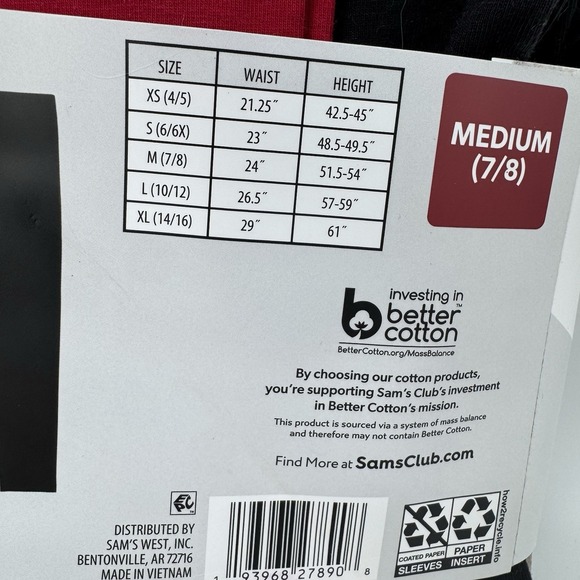 SIZE WAIST HEIGHT
XS (4/5) 21.25″ 42.5-45″
S (6/6X) 23″ 48.5-49.5″
M (7/8) 24″ 51.5-54″
L (10/12) 26.5″ 57-59″
XL (14/16) 29″ 61″
MEDIUM
(7/8)
investing in
better
cotton™
BetterCotton.org/MassBalance
By choosing our cotton products,
you're supporting Sam's Club's investment
in Better Cotton's mission.
This product is sourced via a system of mass balance
and therefore may not contain Better Cotton.
Find More at SamsClub.com
DISTRIBUTED BY
SAM'S WEST, INC.
BENTONVILLE, AR 72716
MADE IN VIETNAM
1 93968 27890 8
COATED PAPER
SLEEVES
PAPER
INSERT
how2recycle.info